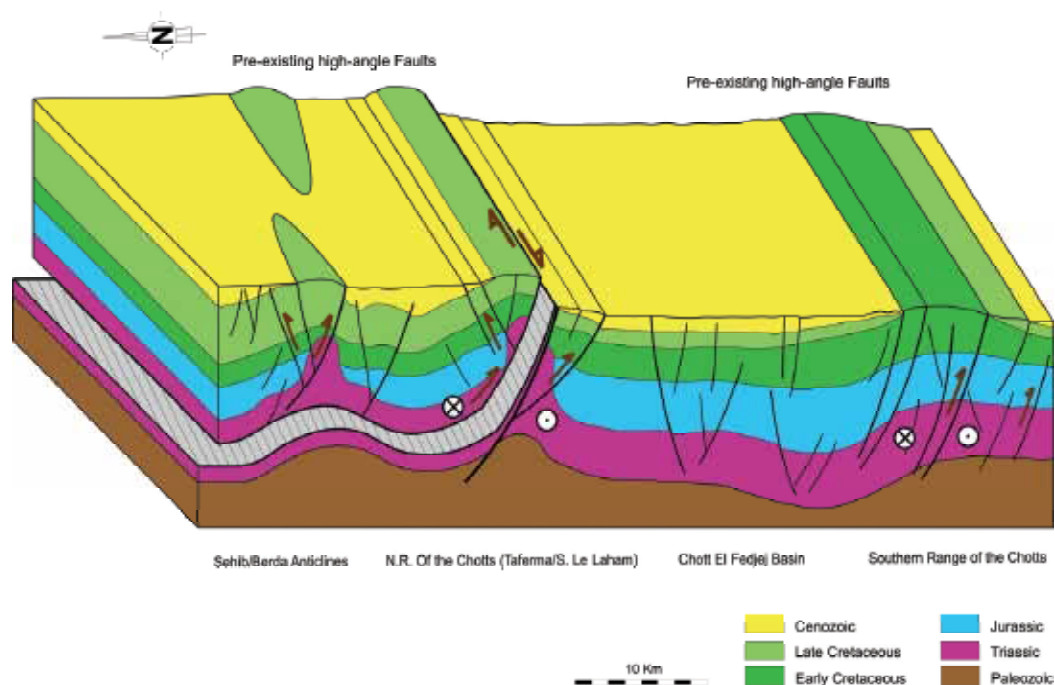 N
Pre-existing high-angle Faults
Pre-existing high-angle Faults
Sehib/Berda Anticlines
N.R. Of the Chotts (Taferma/S. Le Laham)
Chott El Fedjej Basin
Southern Range of the Chotts
Cenozoic
Jurassic
Late Cretaceous
Triassic
10 Km
Early Cretaceous
Paleozoic